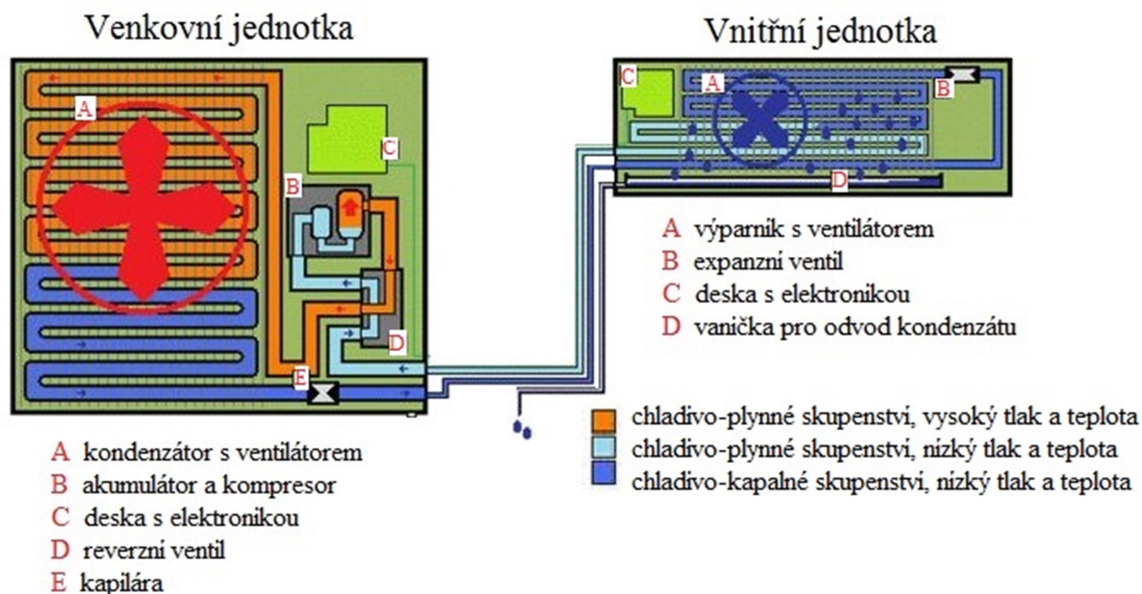 Venkovní jednotka
A
C
B
D
E
A kondenzátor s ventilátorem
B akumulátor a kompresor
C deska s elektronikou
D reverzní ventil
E kapilára
Vnitřní jednotka
C
A
B
D
A výparník s ventilátorem
B expanzní ventil
C deska s elektronikou
D vanička pro odvod kondenzátu
chladivo-plynné skupenství, vysoký tlak a teplota
chladivo-plynné skupenství, nízký tlak a teplota
chladivo-kapalné skupenství, nízký tlak a teplota